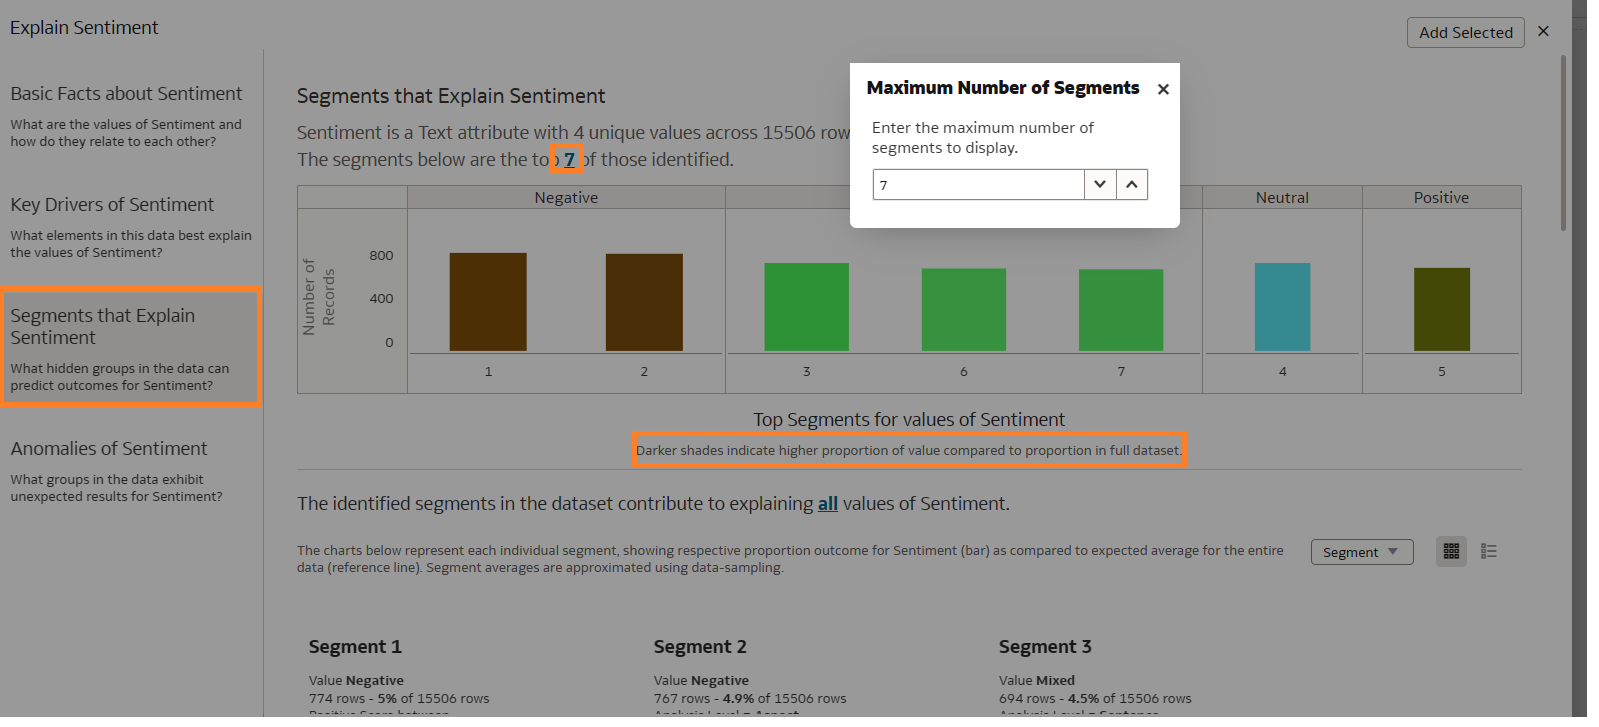 Explain Sentiment
Add Selected
Basic Facts about Sentiment
What are the values of Sentiment and
how do they relate to each other?
Key Drivers of Sentiment
What elements in this data best explain
the values of Sentiment?
Segments that Explain
Sentiment
What hidden groups in the data can
predict outcomes for Sentiment?
Anomalies of Sentiment
What groups in the data exhibit
unexpected results for Sentiment?
Segments that Explain Sentiment
Sentiment is a Text attribute with 4 unique values across 15506
The segments below are the top 7 of those identified.
Maximum Number of Segments
Enter the maximum number of
segments to display.
7
Negative
Neutral
Positive
Number of
Records
800
400
0
1 2 3 6 7 4 5
Top Segments for values of Sentiment
Darker shades indicate higher proportion of value compared to proportion in full dataset.
The identified segments in the dataset contribute to explaining all values of Sentiment.
The charts below represent each individual segment, showing respective proportion outcome for Sentiment (bar) as compared to expected average for the entire
data (reference line). Segment averages are approximated using data-sampling.
Segment
Segment 1
Value Negative
774 rows - 5% of 15506 rows
Segment 2
Value Negative
767 rows - 4.9% of 15506 rows
Segment 3
Value Mixed
694 rows - 4.5% of 15506 rows